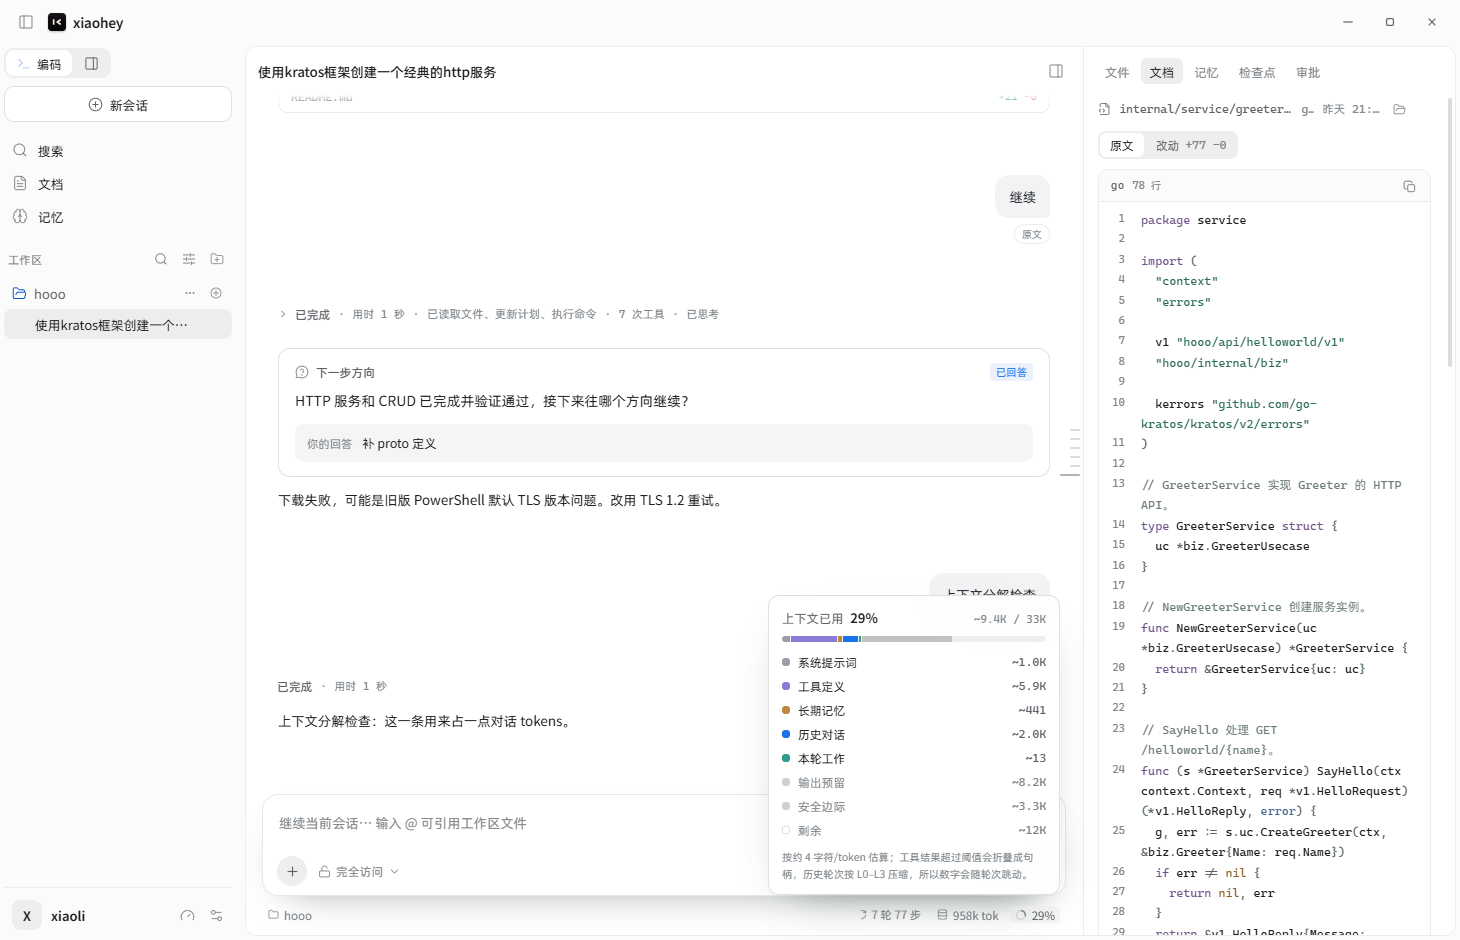 xiaohey
编码
新会话
搜索
文档
记忆
工作区
hooo
使用kratos框架创建一个…
X xiaoli
使用kratos框架创建一个经典的http服务
README.md +21 −0
继续
原文
已完成 · 用时 1 秒 · 已读取文件、更新计划、执行命令 · 7 次工具 · 已思考
下一步方向 已回答
HTTP 服务和 CRUD 已完成并验证通过，接下来往哪个方向继续？
你的回答 补 proto 定义
下载失败，可能是旧版 PowerShell 默认 TLS 版本问题。改用 TLS 1.2 重试。
上下文分解检查
已完成 · 用时 1 秒
上下文分解检查：这一条用来占一点对话 tokens。
上下文已用 29% ~9.4K / 33K
系统提示词 ~1.0K
工具定义 ~5.9K
长期记忆 ~441
历史对话 ~2.0K
本轮工作 ~13
输出预留 ~8.2K
安全边际 ~3.3K
剩余 ~12K
按约 4 字符/token 估算；工具结果超过阈值会折叠成句
柄，历史轮次按 L0–L3 压缩，所以数字会随轮次跳动。
继续当前会话… 输入 @ 可引用工作区文件
完全访问
hooo
7 轮 77 步 958k tok 29%
文件 文档 记忆 检查点 审批
internal/service/greeter… g… 昨天 21:…
原文 改动 +77 −0
go 78 行
1 package service
2
3 import (
4 "context"
5 "errors"
6
7 v1 "hooo/api/helloworld/v1"
8 "hooo/internal/biz"
9
10 kerrors "github.com/go-
kratos/kratos/v2/errors"
11 )
12
13 // GreeterService 实现 Greeter 的 HTTP
API。
14 type GreeterService struct {
15 uc *biz.GreeterUsecase
16 }
17
18 // NewGreeterService 创建服务实例。
19 func NewGreeterService(uc
*biz.GreeterUsecase) *GreeterService {
20 return &GreeterService{uc: uc}
21 }
22
23 // SayHello 处理 GET
/helloworld/{name}。
24 func (s *GreeterService) SayHello(ctx
context.Context, req *v1.HelloRequest)
(*v1.HelloReply, error) {
25 g, err := s.uc.CreateGreeter(ctx,
&biz.Greeter{Name: req.Name})
26 if err != nil {
27 return nil, err
28 }
29 return &v1.HelloReply{Message: